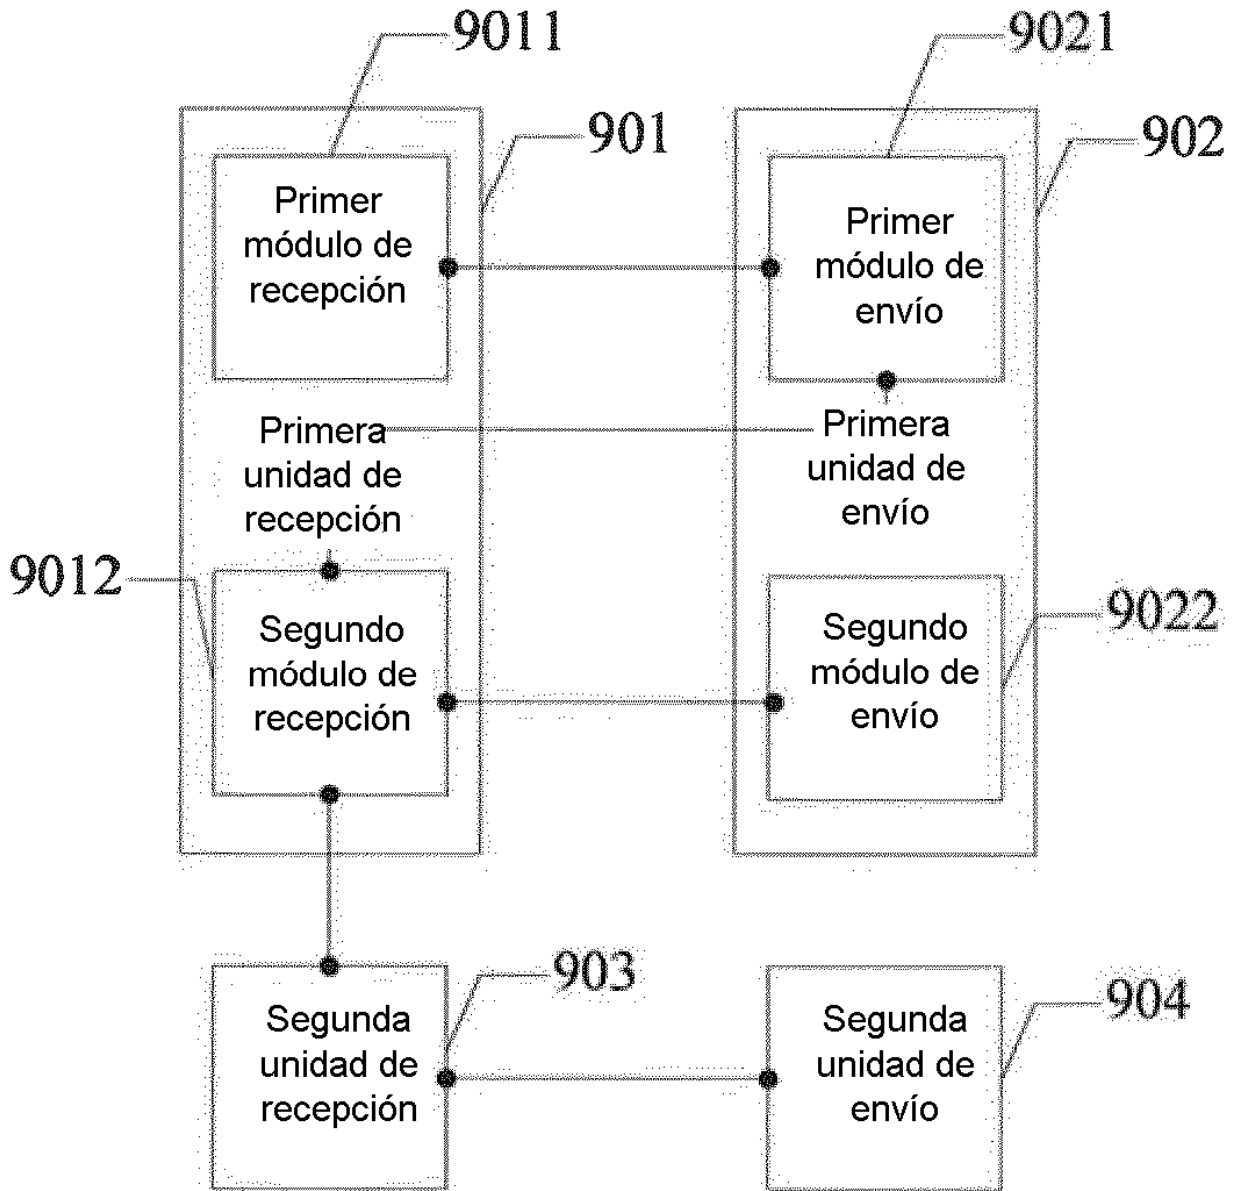 9011
9021
901
902
Primer
módulo de
recepción
Primer
módulo de
envío
Primera
unidad de
recepción
Primera
unidad de
envío
9012
9022
Segundo
módulo de
recepción
Segundo
módulo de
envío
903
904
Segunda
unidad de
recepción
Segunda
unidad de
envío